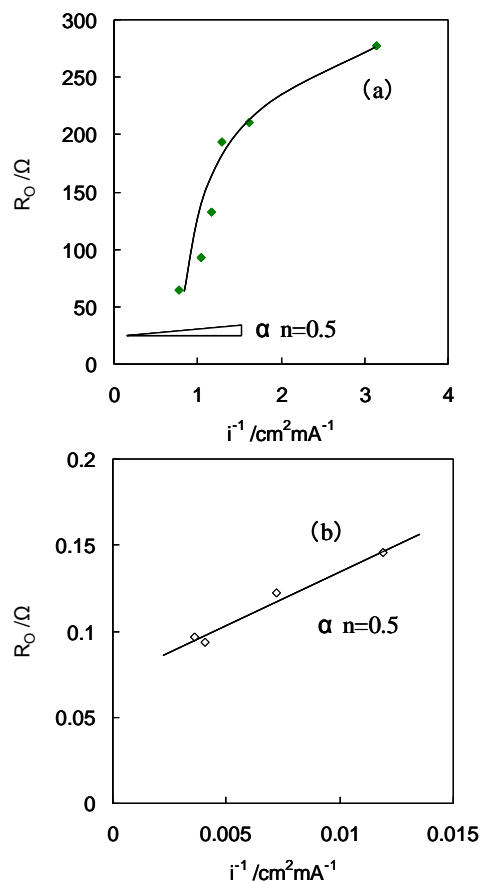 300
250
200
150
100
50
0
R_O /Ω
(a)
α n=0.5
0 1 2 3 4
i⁻¹ /cm²mA⁻¹
0.2
0.15
0.1
0.05
0
R_O /Ω
(b)
α n=0.5
0 0.005 0.01 0.015
i⁻¹ /cm²mA⁻¹